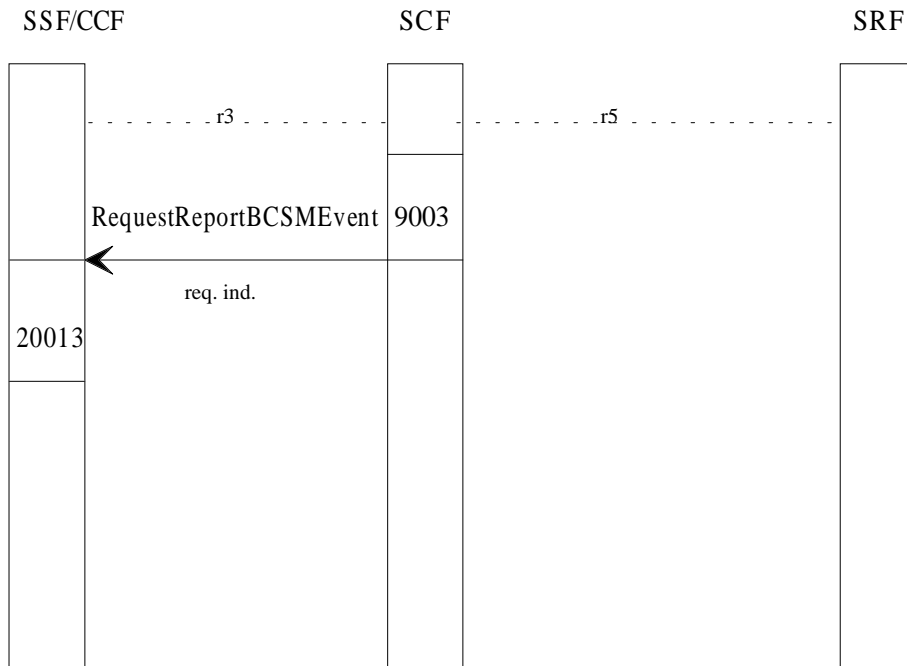 SSF/CCF SCF SRF
r3 r5
RequestReportBCSMEvent 9003
req. ind.
20013